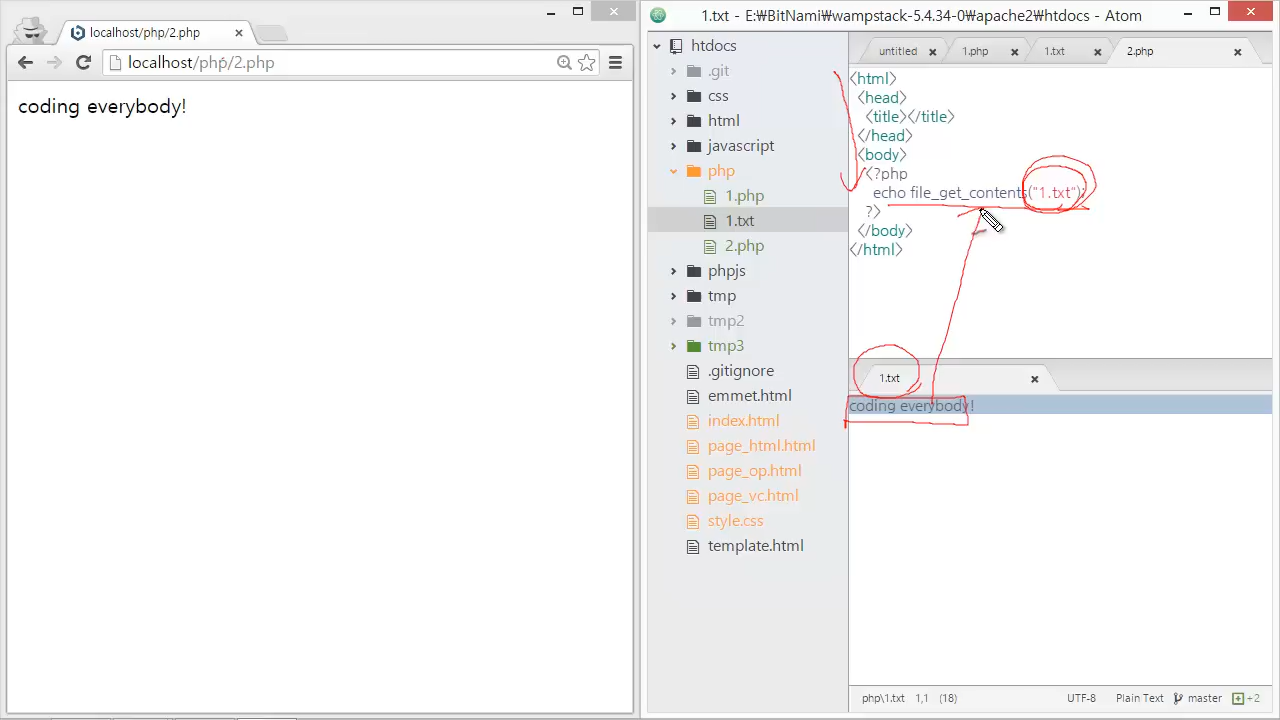 localhost/php/2.php
localhost/php/2.php
coding everybody!
1.txt - E:₩BitNami₩wampstack-5.4.34-0₩apache2₩htdocs - Atom
htdocs
.git
css
html
javascript
php
1.php
1.txt
2.php
phpjs
tmp
tmp2
tmp3
.gitignore
emmet.html
index.html
page_html.html
page_op.html
page_vc.html
style.css
template.html
untitled
1.php
1.txt
2.php
<html>
<head>
<title></title>
</head>
<body>
<?php
echo file_get_contents("1.txt");
?>
</body>
</html>
1.txt
coding everybody!
php\1.txt 1,1 (18) UTF-8 Plain Text master +2